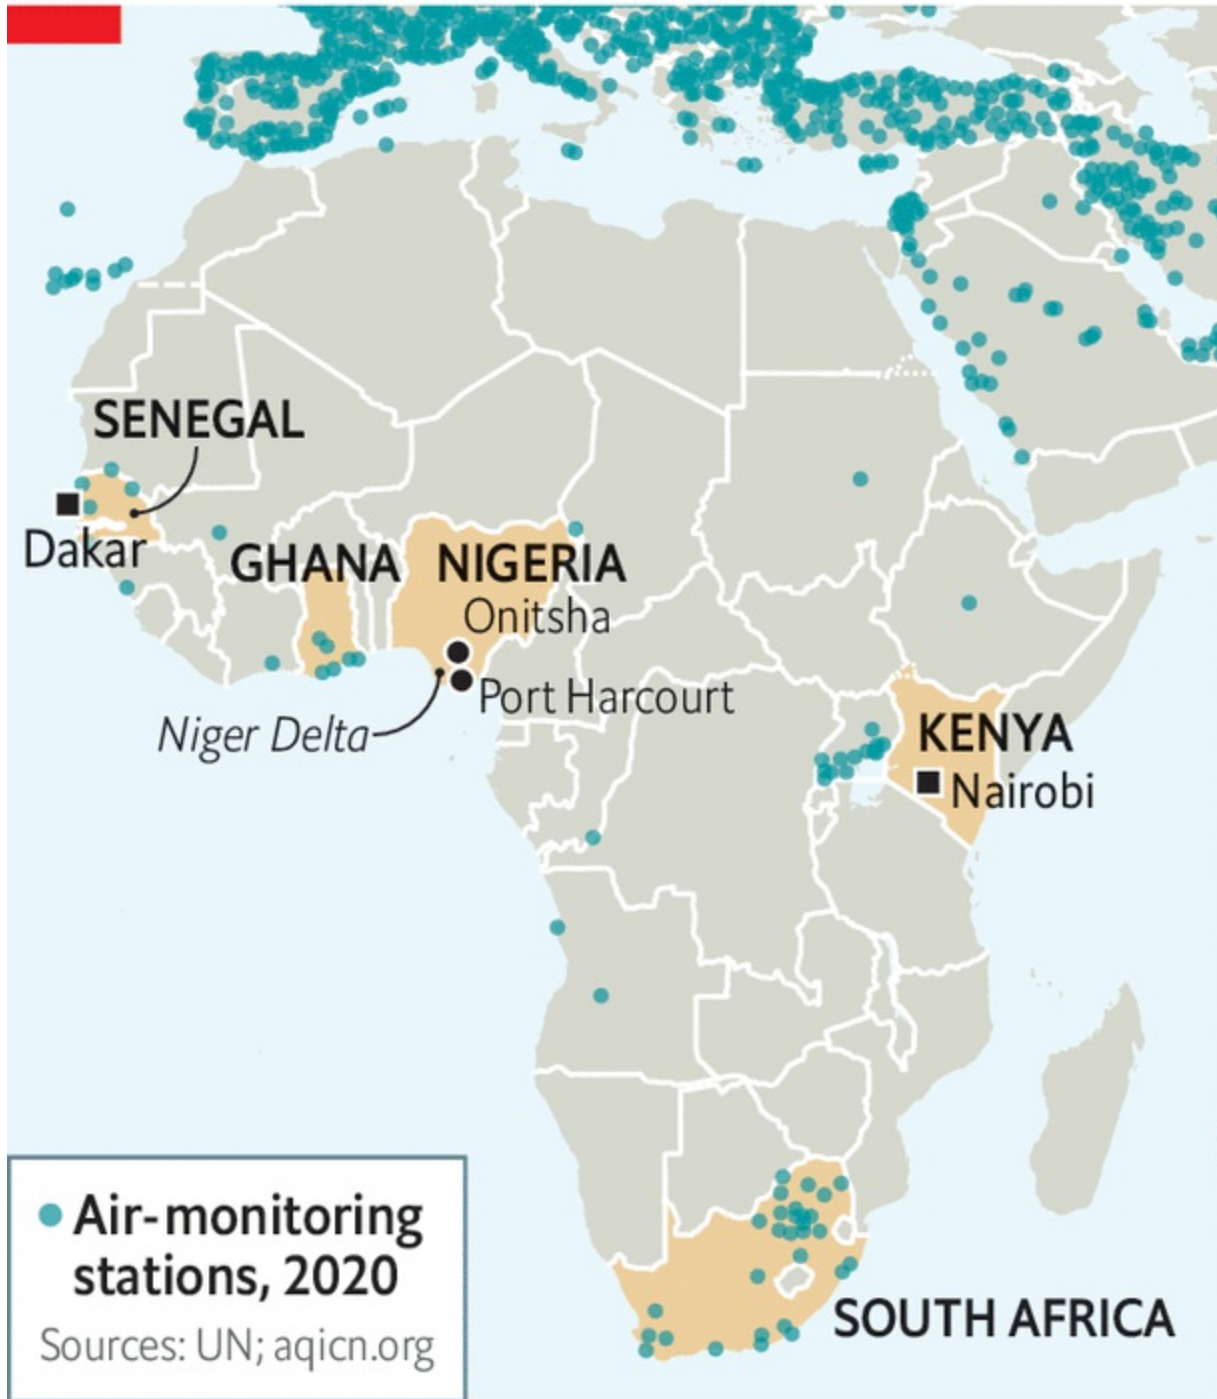 SENEGAL
Dakar
GHANA
NIGERIA
Onitsha
Port Harcourt
Niger Delta
KENYA
Nairobi
SOUTH AFRICA
Air-monitoring
stations, 2020
Sources: UN; aqicn.org